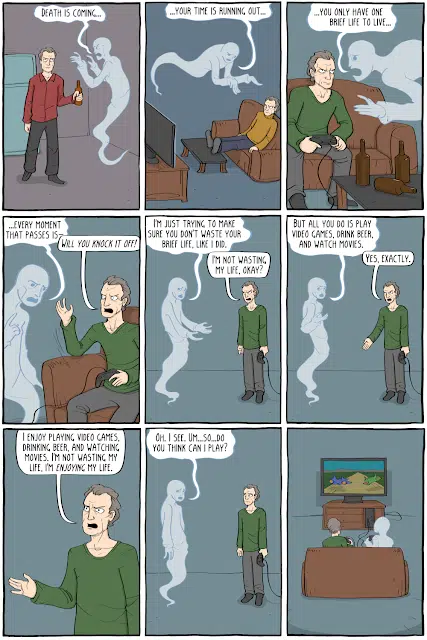 DEATH IS COMING...
...YOUR TIME IS RUNNING OUT...
...YOU ONLY HAVE ONE
BRIEF LIFE TO LIVE...
...EVERY MOMENT
THAT PASSES IS-
WILL YOU KNOCK IT OFF!
I'M JUST TRYING TO MAKE
SURE YOU DON'T WASTE YOUR
BRIEF LIFE, LIKE I DID.
I'M NOT WASTING
MY LIFE, OKAY?
BUT ALL YOU DO IS PLAY
VIDEO GAMES, DRINK BEER,
AND WATCH MOVIES.
YES, EXACTLY.
I ENJOY PLAYING VIDEO GAMES,
DRINKING BEER, AND WATCHING
MOVIES. I'M NOT WASTING MY
LIFE, I'M ENJOYING MY LIFE.
OH, I SEE. UM...SO...DO
YOU THINK CAN I PLAY?